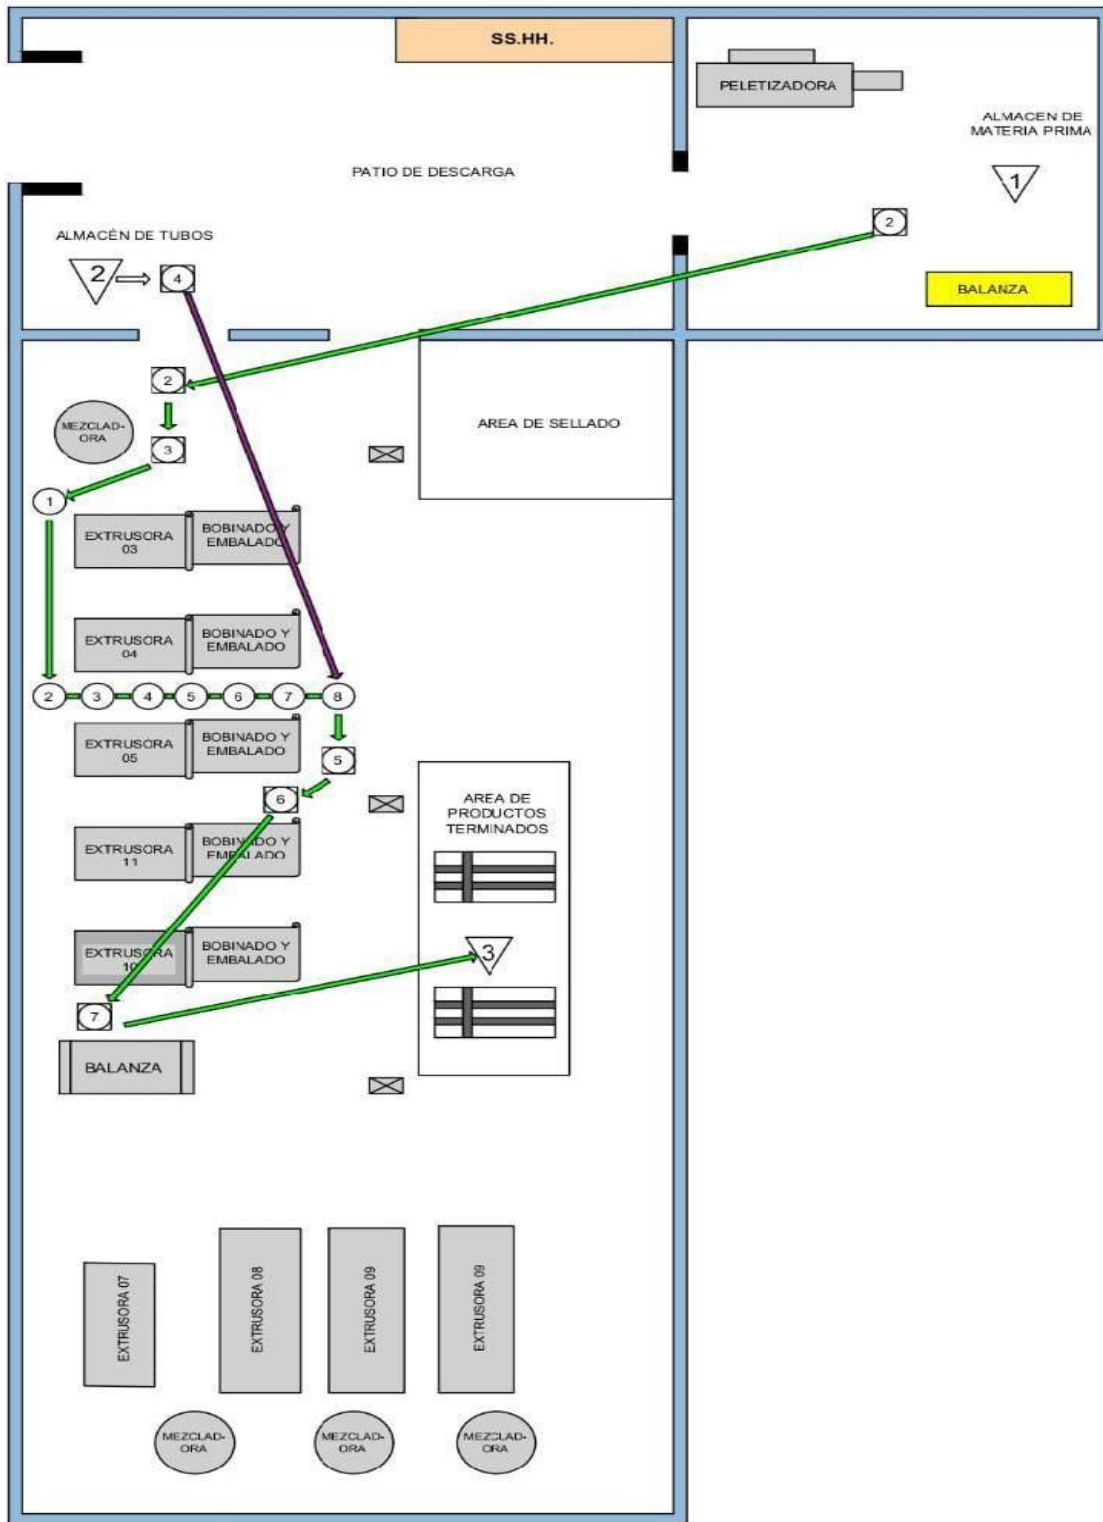 SS.HH.
PELETIZADORA
ALMACEN DE
MATERIA PRIMA
1
PATIO DE DESCARGA
2
ALMACÉN DE TUBOS
2
4
BALANZA
2
MEZCLAD-
ORA
3
AREA DE SELLADO
1
EXTRUSORA
03
BOBINADO Y
EMBALADO
EXTRUSORA
04
BOBINADO Y
EMBALADO
2 3 4 5 6 7 8
EXTRUSORA
05
BOBINADO Y
EMBALADO
5
6
AREA DE
PRODUCTOS
TERMINADOS
EXTRUSORA
11
BOBINADO Y
EMBALADO
EXTRUSORA
10
BOBINADO Y
EMBALADO
3
7
BALANZA
EXTRUSORA 07
EXTRUSORA 08
EXTRUSORA 09
EXTRUSORA 09
MEZCLAD-
ORA
MEZCLAD-
ORA
MEZCLAD-
ORA